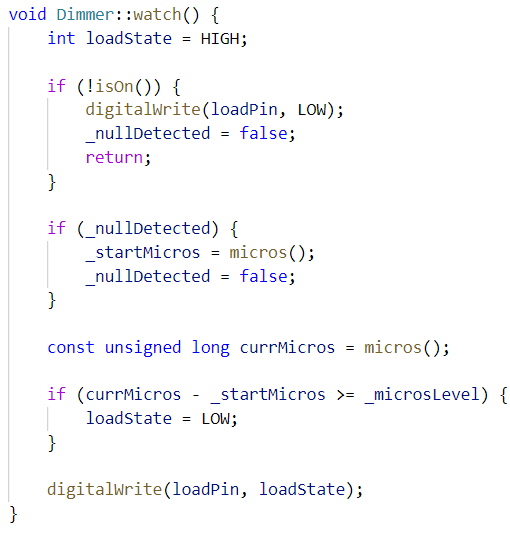 void Dimmer::watch() {
    int loadState = HIGH;

    if (!isOn()) {
        digitalWrite(loadPin, LOW);
        _nullDetected = false;
        return;
    }

    if (_nullDetected) {
        _startMicros = micros();
        _nullDetected = false;
    }

    const unsigned long currMicros = micros();

    if (currMicros - _startMicros >= _microsLevel) {
        loadState = LOW;
    }

    digitalWrite(loadPin, loadState);
}